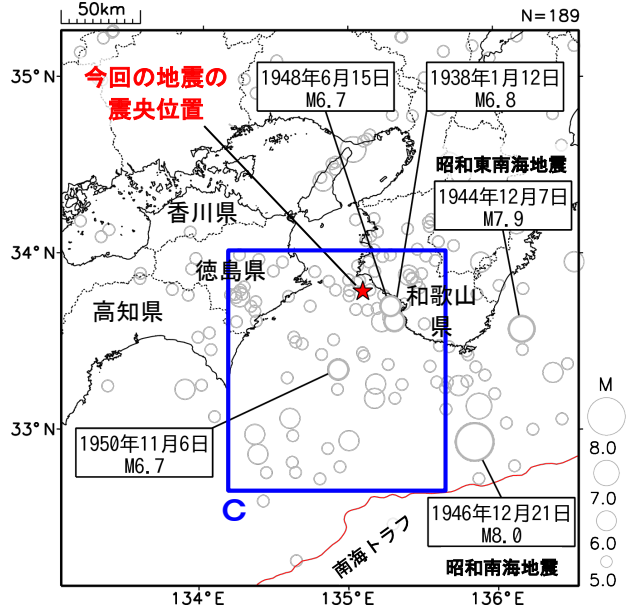 50km
N=189
35°N
今回の地震の
震央位置
1948年6月15日
M6.7
1938年1月12日
M6.8
昭和東南海地震
1944年12月7日
M7.9
香川県
34°N
徳島県
和歌山
県
高知県
33°N
1950年11月6日
M6.7
M
8.0
7.0
6.0
5.0
C
1946年12月21日
M8.0
昭和南海地震
南海トラフ
134°E
135°E
136°E